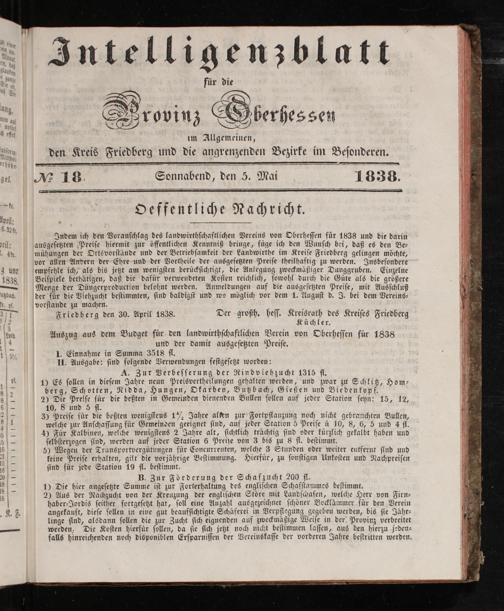 Intelligenzblatt
für die
Provinz Oberhessen
im Allgemeinen,
den Kreis Friedberg und die angrenzenden Bezirke im Besonderen.
№ 18. Sonnabend, den 5. Mai 1838.
Oeffentliche Nachricht.
Indem ich den Voranschlag des landwirthschaftlichen Vereins von Oberhessen für 1838 und die darin
ausgesetzten Preise hiermit zur öffentlichen Kenntniß bringe, füge ich den Wunsch bei, daß es den Be-
mühungen der Ortsvorstände und der Betriebsamkeit der Landwirthe im Kreis Friedberg gelingen möchte,
vor allen Andern der Ehre und der Vortheile der ausgesetzten Preise theilhaftig zu werden. Insbesondere
empfehle ich, als bis jetzt am wenigsten berücksichtigt, die Anlegung zweckmäßiger Dunggruben. Einzelne
Beispiele bethätigen, daß die dafür verwendeten Kosten reichlich, sowohl durch die Güte als die größere
Menge der Düngerproduction belohnt werden. Anmeldungen auf die ausgesetzten Preise, mit Ausschluß
der für die Viehzucht bestimmten, sind baldigst und wo möglich vor dem 1. August d. J. bei dem Vereins-
vorstande zu machen.
Friedberg den 30. April 1838. Der großh. hess. Kreisrath des Kreises Friedberg
Küchler.
Auszug aus dem Budget für den landwirthschaftlichen Verein von Oberhessen für 1838
und der damit ausgesetzten Preise.
I. Einnahme in Summa 3518 fl.
II. Ausgabe: sind folgende Verwendungen festgesetzt worden:
A. Zur Verbesserung der Rindviehzucht 1315 fl.
1) Es sollen in diesem Jahre neun Preisvertheilungen gehalten werden, und zwar zu Schlitz, Hom-
berg, Schotten, Nidda, Hungen, Ofarben, Butzbach, Gießen und Biedenkopf.
2) Die Preise für die besten in Gemeinden dienenden Bullen sollen auf jeder Station seyn: 15, 12,
10, 8 und 5 fl.
3) Preise für die besten wenigstens 1½ Jahre alten zur Fortpflanzung noch nicht gebrauchten Bullen,
welche zur Anschaffung für Gemeinden geeignet sind, auf jeder Station 5 Preise à 10, 8, 6, 5 und 4 fl.
4) Für Kalbinen, welche wenigstens 2 Jahre alt, sichtlich trächtig sind oder kürzlich gekalbt haben und
selbsterzogen sind, werden auf jeder Station 6 Preise von 3 bis zu 8 fl. bestimmt.
5) Wegen der Transportvergütungen für Concurrenten, welche 3 Stunden oder weiter entfernt sind und
keine Preise erhalten, gilt die vorjährige Bestimmung. Hierfür, zu sonstigen Unkosten und Nachpreisen
sind für jede Station 19 fl. bestimmt.
B. Zur Förderung der Schafzucht 200 fl.
1) Die hier angesetzte Summe ist zur Forterhaltung des englischen Schafstammes bestimmt.
2) Aus der Nachzucht von der Kreuzung der englischen Störe mit Landschafen, welche Herr von Firn-
haber-Jordis seither fortgesetzt hat, soll eine Anzahl ausgezeichnet schöner Bocklämmer für den Verein
angekauft, diese sollen in eine gut beaufsichtigte Schäferei in Verpflegung gegeben werden, bis sie Jähr-
linge sind, alsdann sollen die zur Zucht sich eignenden auf zweckmäßige Weise in der Provinz verbreitet
werden. Die Kosten hierfür sollen, da sie sich jetzt noch nicht bestimmen lassen, aus den hierzu jeden-
falls hinreichenden noch disponiblen Ersparnissen der Vereinskasse der vorderen Jahre bestritten werden.